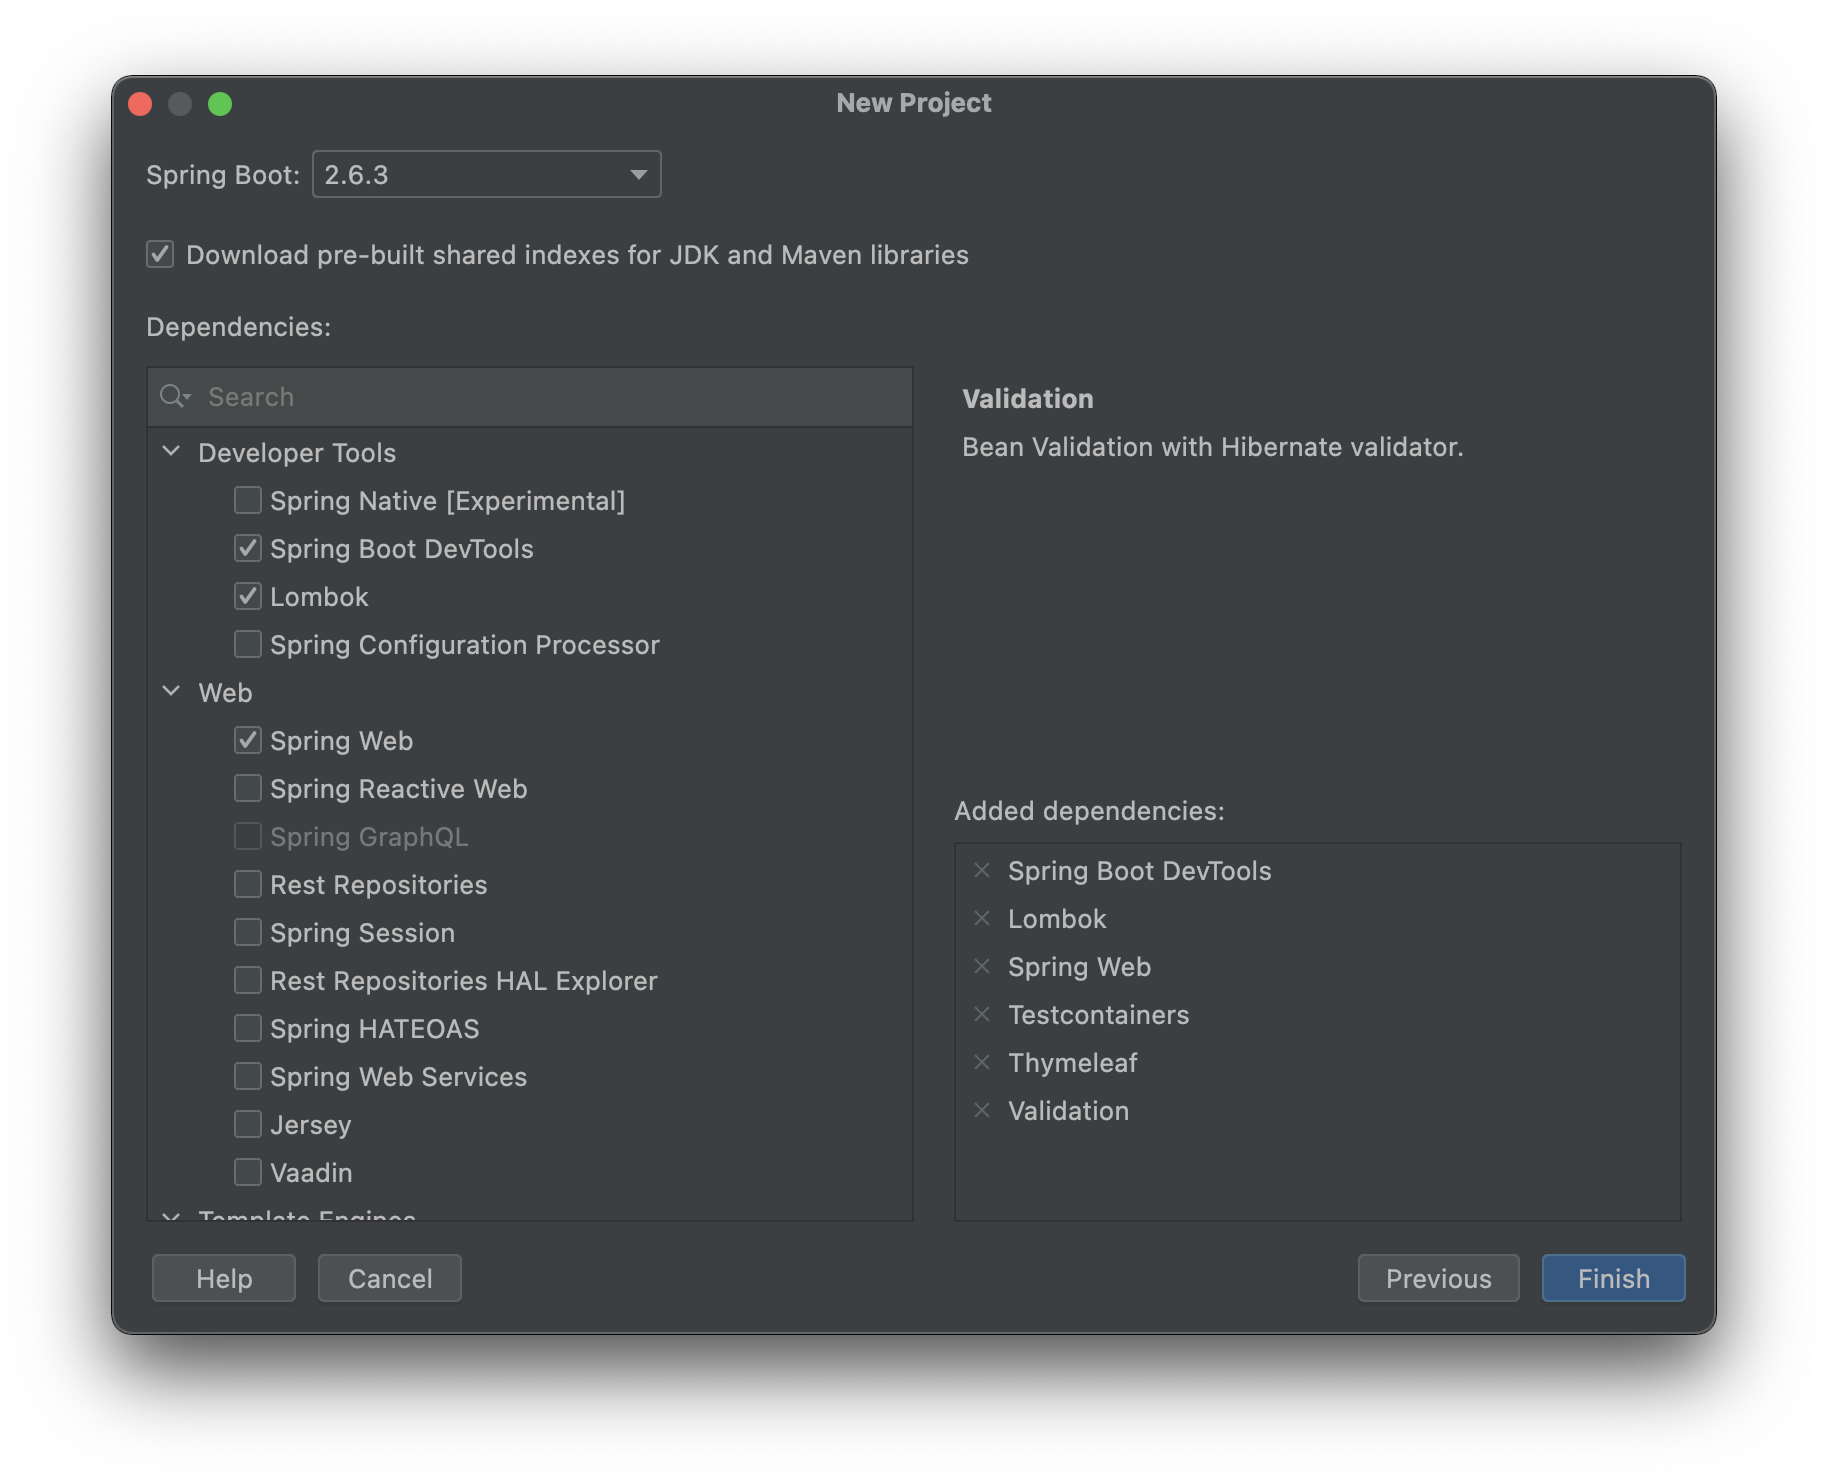 New Project
Spring Boot: 2.6.3
Download pre-built shared indexes for JDK and Maven libraries
Dependencies:
Search
Developer Tools
Spring Native [Experimental]
Spring Boot DevTools
Lombok
Spring Configuration Processor
Web
Spring Web
Spring Reactive Web
Spring GraphQL
Rest Repositories
Spring Session
Rest Repositories HAL Explorer
Spring HATEOAS
Spring Web Services
Jersey
Vaadin
Template Engines
Validation
Bean Validation with Hibernate validator.
Added dependencies:
Spring Boot DevTools
Lombok
Spring Web
Testcontainers
Thymeleaf
Validation
Help
Cancel
Previous
Finish